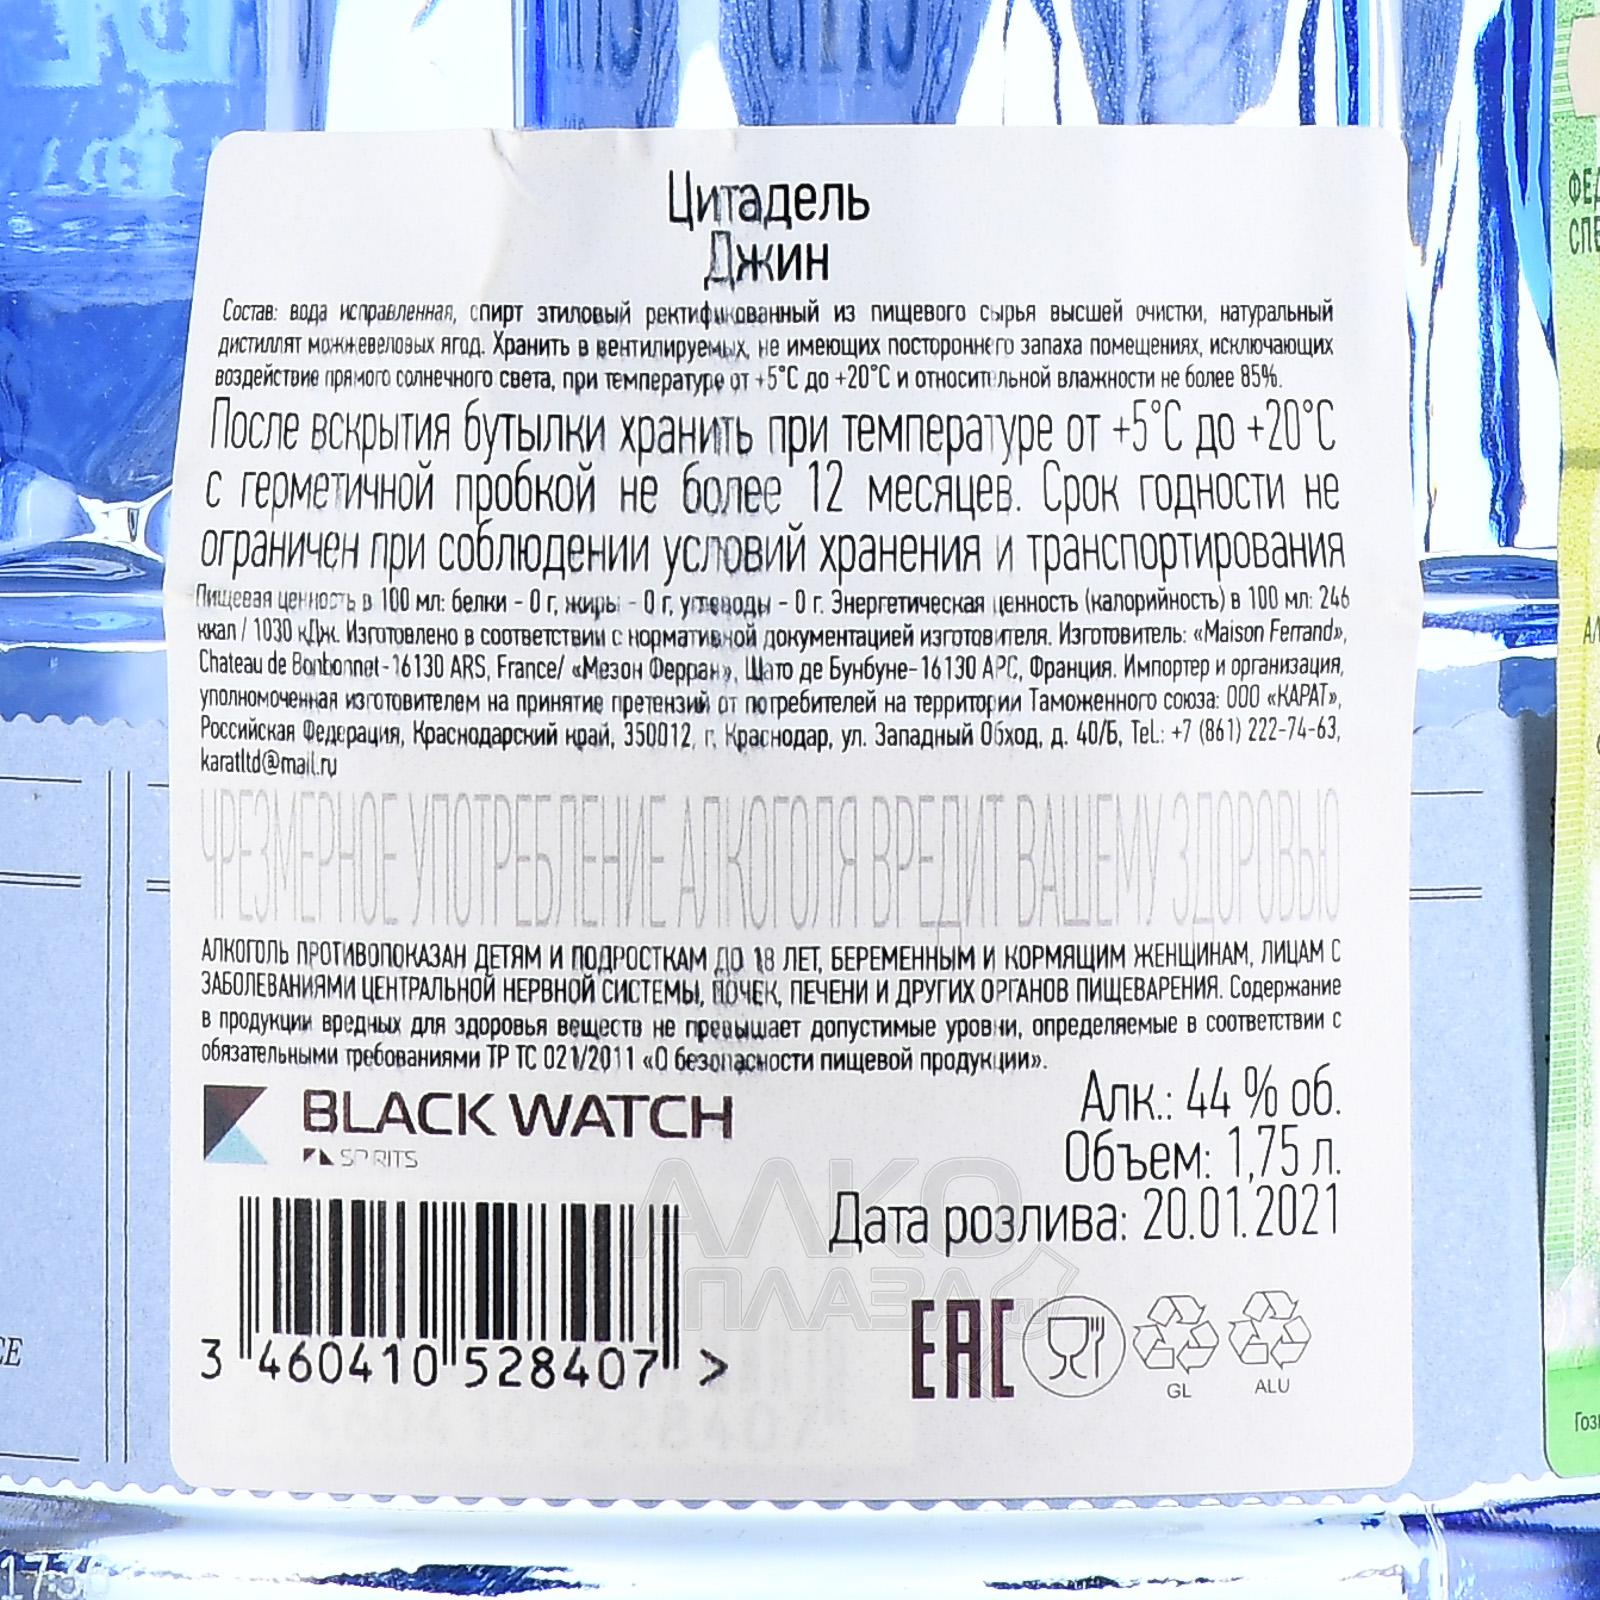 Цитадель
Джин
Состав: вода исправленная, спирт этиловый ректификованный из пищевого сырья высшей очистки, натуральный
дистиллят можжевеловых ягод. Хранить в вентилируемых, не имеющих постороннего запаха помещениях, исключающих
воздействие прямого солнечного света, при температуре от +5°C до +20°C и относительной влажности не более 85%.
После вскрытия бутылки хранить при температуре от +5°C до +20°C
с герметичной пробкой не более 12 месяцев. Срок годности не
ограничен при соблюдении условий хранения и транспортирования
Пищевая ценность в 100 мл: белки - 0 г, жиры - 0 г, углеводы - 0 г. Энергетическая ценность (калорийность) в 100 мл: 246
ккал / 1030 кДж. Изготовлено в соответствии с нормативной документацией изготовителя. Изготовитель: «Maison Ferrand»,
Chateau de Bonbonnet - 16130 ARS, France/ «Мезон Ферран», Шато де Бунбуне- 16130 АРС, Франция. Импортер и организация,
уполномоченная изготовителем на принятие претензий от потребителей на территории Таможенного союза: ООО «КАРАТ»,
Российская Федерация, Краснодарский край, 350012, г. Краснодар, ул. Западный Обход, д. 40/Б, Tel.: +7 (861) 222-74-63,
karatltd@mail.ru
ЧРЕЗМЕРНОЕ УПОТРЕБЛЕНИЕ АЛКОГОЛЯ ВРЕДИТ ВАШЕМУ ЗДОРОВЬЮ
АЛКОГОЛЬ ПРОТИВОПОКАЗАН ДЕТЯМ И ПОДРОСТКАМ ДО 18 ЛЕТ, БЕРЕМЕННЫМ И КОРМЯЩИМ ЖЕНЩИНАМ, ЛИЦАМ С
ЗАБОЛЕВАНИЯМИ ЦЕНТРАЛЬНОЙ НЕРВНОЙ СИСТЕМЫ, ПОЧЕК, ПЕЧЕНИ И ДРУГИХ ОРГАНОВ ПИЩЕВАРЕНИЯ. Содержание
в продукции вредных для здоровья веществ не превышает допустимые уровни, определяемые в соответствии с
обязательными требованиями ТР ТС 021/2011 «О безопасности пищевой продукции».
BLACK WATCH
SPIRITS
Алк.: 44 % об.
Объем: 1,75 л.
Дата розлива: 20.01.2021
АЛКО
ПЛАЗА.ru
3 460410 528407 >
EAC
GL
ALU
17:36